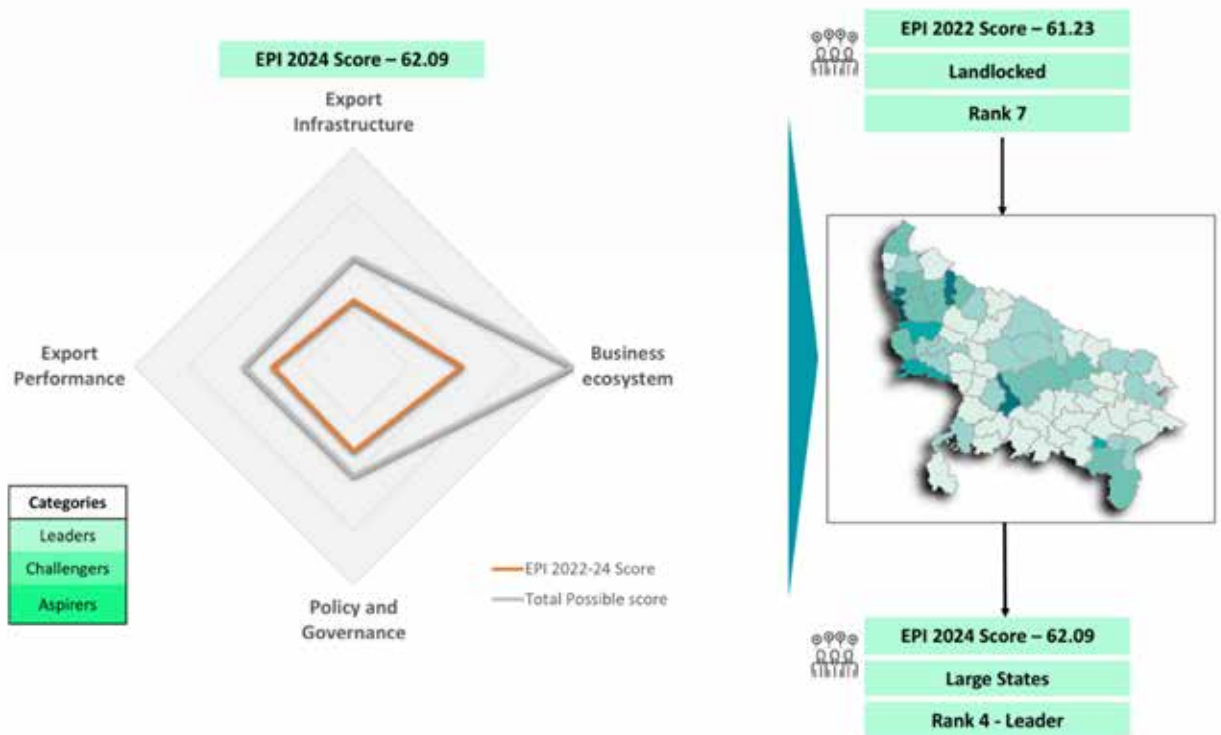 EPI 2024 Score – 62.09
Export
Infrastructure
Export
Performance
Business
ecosystem
Policy and
Governance
EPI 2022-24 Score
Total Possible score
Categories
Leaders
Challengers
Aspirers
EPI 2022 Score – 61.23
Landlocked
Rank 7
EPI 2024 Score – 62.09
Large States
Rank 4 - Leader